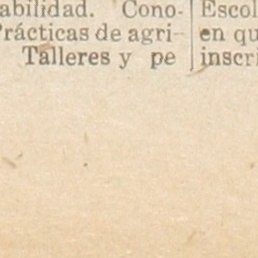 abilidad. Cono-
Prácticas de agri-
Talleres y pe
Escol
en qu
inscri